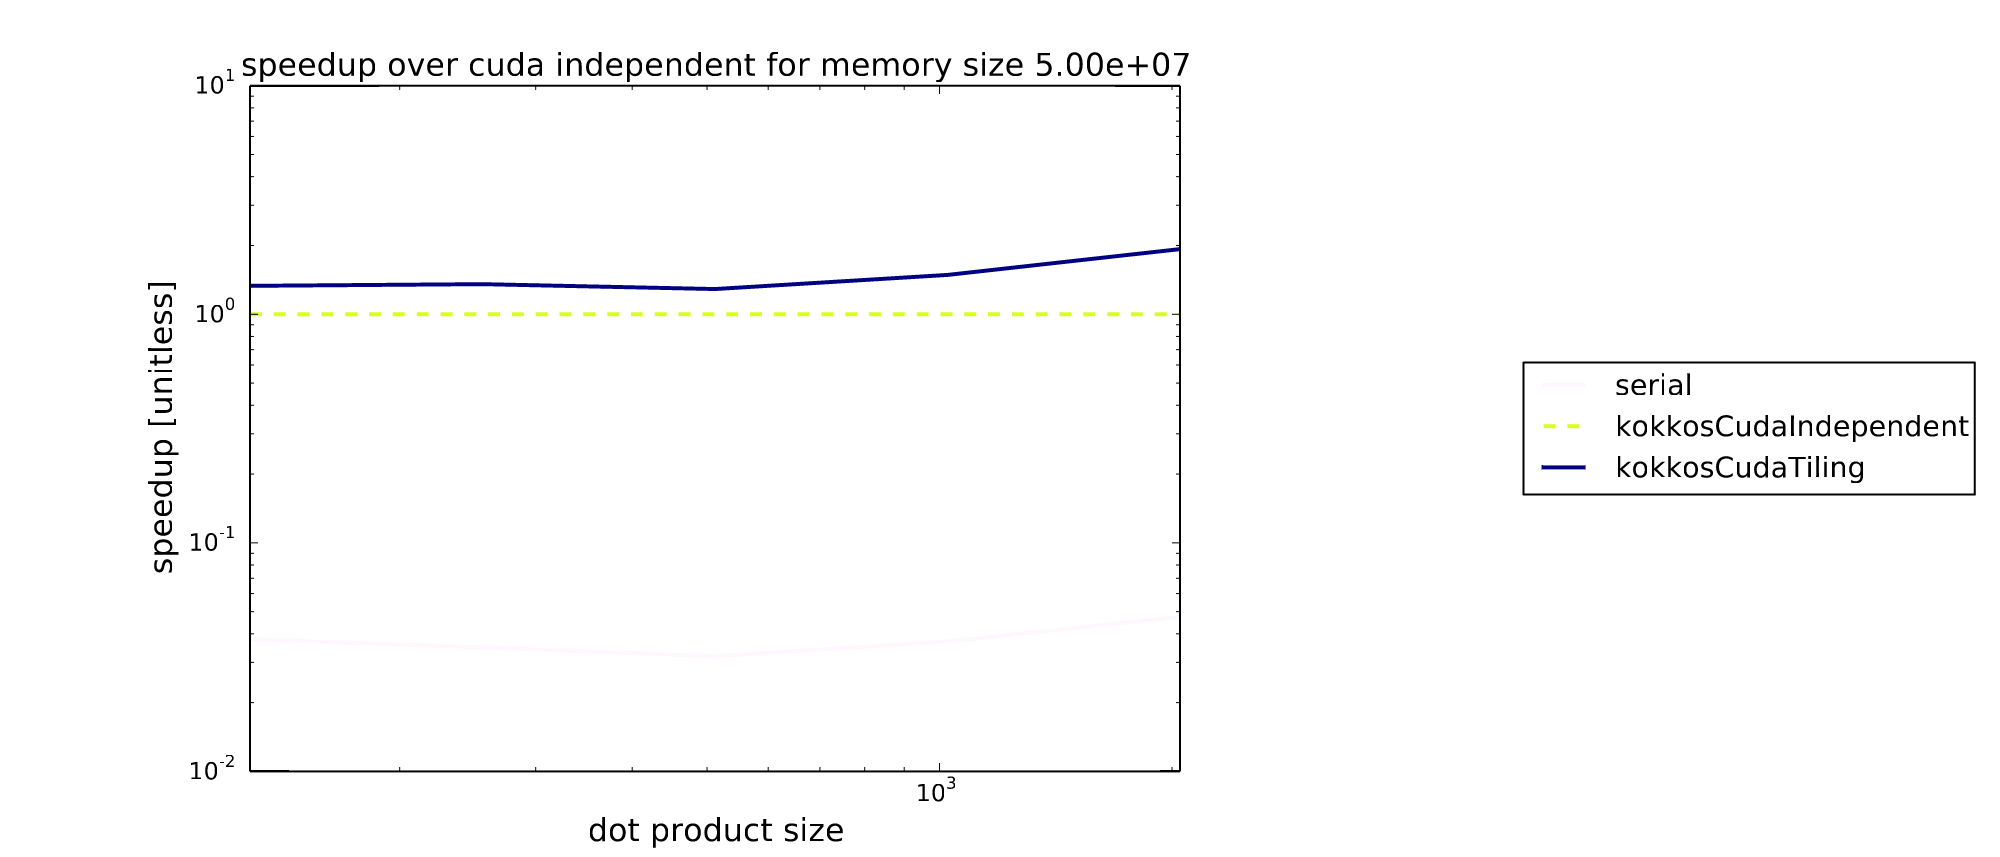 speedup over cuda independent for memory size 5.00e+07
10¹
10⁰
10⁻¹
10⁻²
speedup [unitless]
10³
dot product size
serial
kokkosCudaIndependent
kokkosCudaTiling